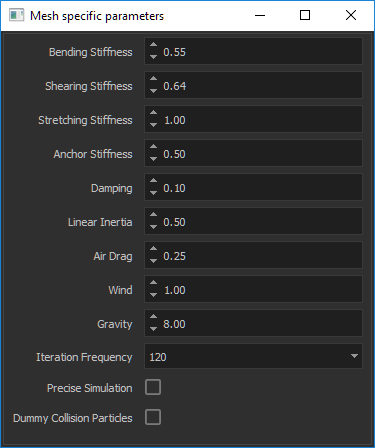 Mesh specific parameters
Bending Stiffness 0.55
Shearing Stiffness 0.64
Stretching Stiffness 1.00
Anchor Stiffness 0.50
Damping 0.10
Linear Inertia 0.50
Air Drag 0.25
Wind 1.00
Gravity 8.00
Iteration Frequency 120
Precise Simulation
Dummy Collision Particles